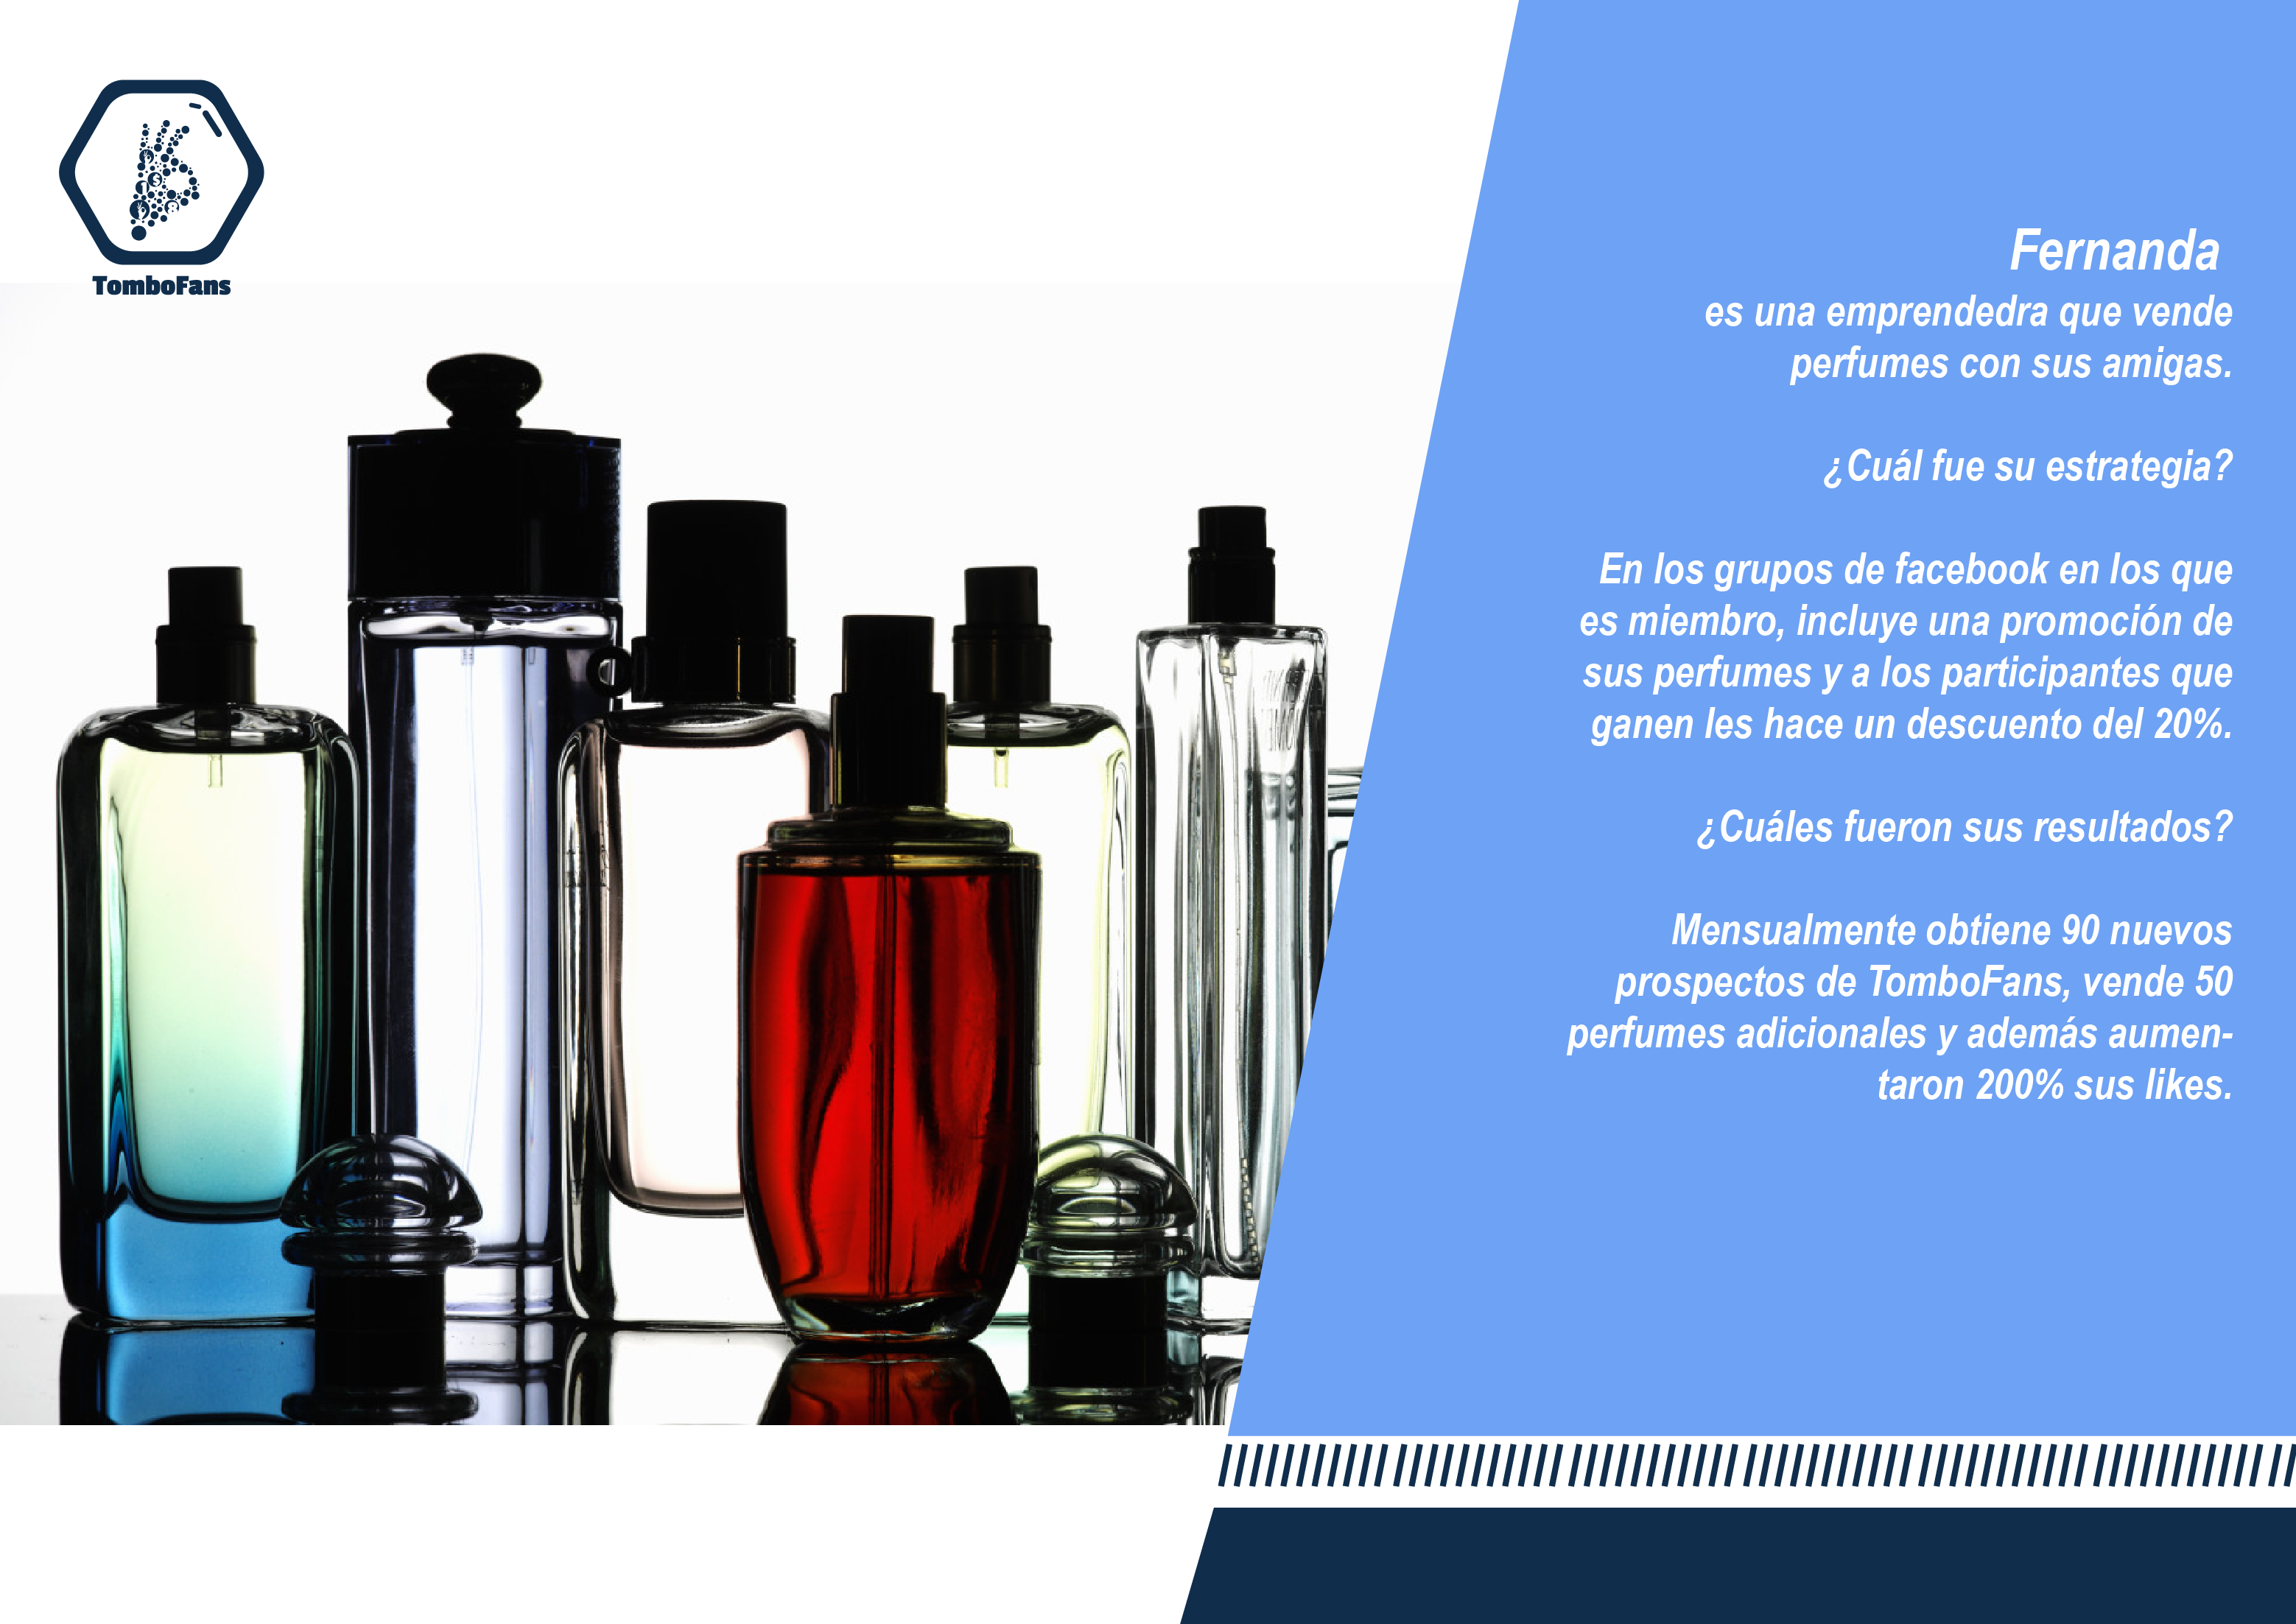 TomboFans
Fernanda
es una emprendedra que vende
perfumes con sus amigas.
¿Cuál fue su estrategia?
En los grupos de facebook en los que
es miembro, incluye una promoción de
sus perfumes y a los participantes que
ganen les hace un descuento del 20%.
¿Cuáles fueron sus resultados?
Mensualmente obtiene 90 nuevos
prospectos de TomboFans, vende 50
perfumes adicionales y además aumen-
taron 200% sus likes.